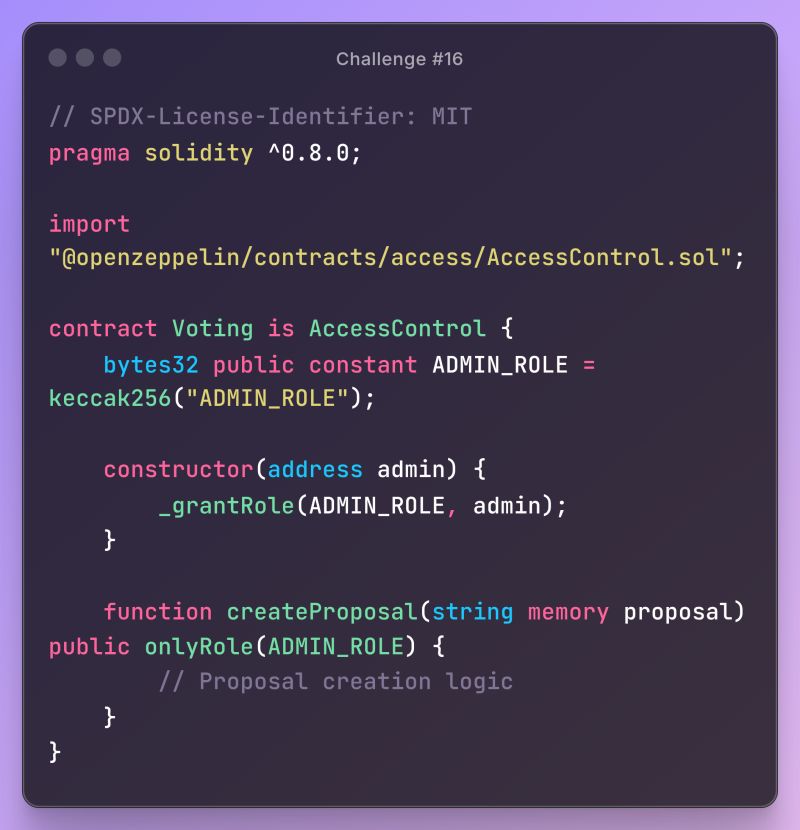 Challenge #16
// SPDX-License-Identifier: MIT
pragma solidity ^0.8.0;
import
"@openzeppelin/contracts/access/AccessControl.sol";
contract Voting is AccessControl {
    bytes32 public constant ADMIN_ROLE =
keccak256("ADMIN_ROLE");
    constructor(address admin) {
        _grantRole(ADMIN_ROLE, admin);
    }
    function createProposal(string memory proposal)
public onlyRole(ADMIN_ROLE) {
        // Proposal creation logic
    }
}